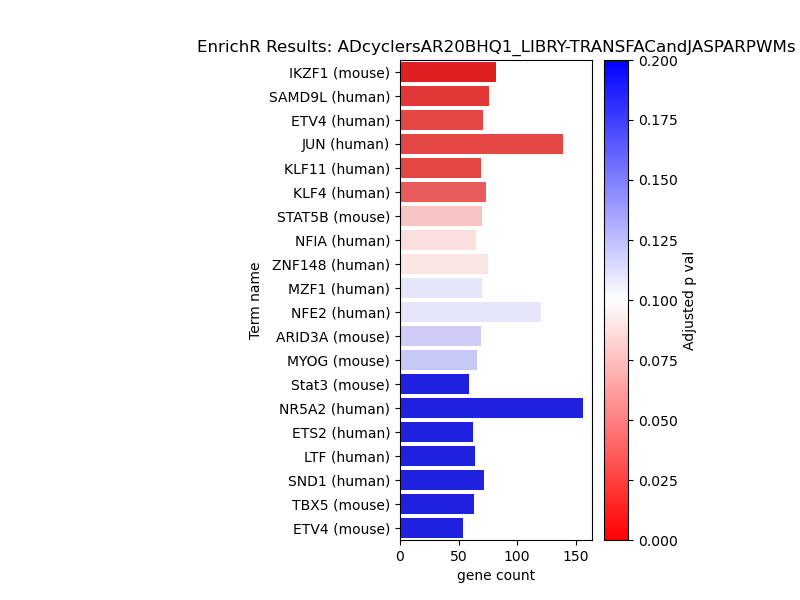 EnrichR Results: ADcyclersAR20BHQ1_LIBRY-TRANSFACandJASPARPWMs
Term name
IKZF1 (mouse)
SAMD9L (human)
ETV4 (human)
JUN (human)
KLF11 (human)
KLF4 (human)
STAT5B (mouse)
NFIA (human)
ZNF148 (human)
MZF1 (human)
NFE2 (human)
ARID3A (mouse)
MYOG (mouse)
Stat3 (mouse)
NR5A2 (human)
ETS2 (human)
LTF (human)
SND1 (human)
TBX5 (mouse)
ETV4 (mouse)
0 50 100 150
gene count
0.200
0.175
0.150
0.125
0.100
0.075
0.050
0.025
0.000
Adjusted p val